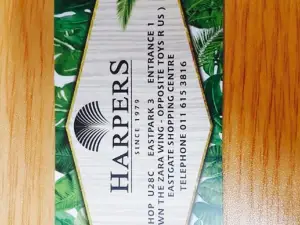 HARPERS
SINCE 1979
HOP U28C EASTPARK 3 ENTRANCE 1
WN THE ZARA WING - OPPOSITE TOYS R US )
EASTGATE SHOPPING CENTRE
TELEPHONE 011 615 3816